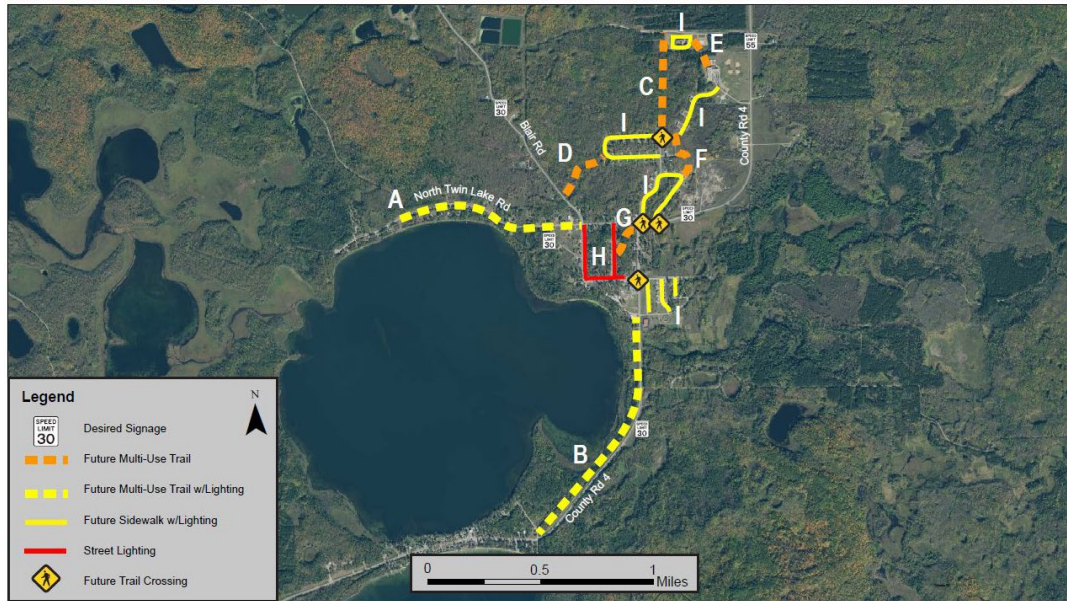 I
E
SPEED LIMIT 55
C
SPEED LIMIT 30
Blair Rd
I
I
County Rd 4
D
F
I
A
North Twin Lake Rd
G
SPEED LIMIT 30
SPEED LIMIT 30
H
I
SPEED LIMIT 30
B
County Rd 4
Legend
N
SPEED LIMIT 30
Desired Signage
Future Multi-Use Trail
Future Multi-Use Trail w/Lighting
Future Sidewalk w/Lighting
Street Lighting
Future Trail Crossing
0 0.5 1
Miles